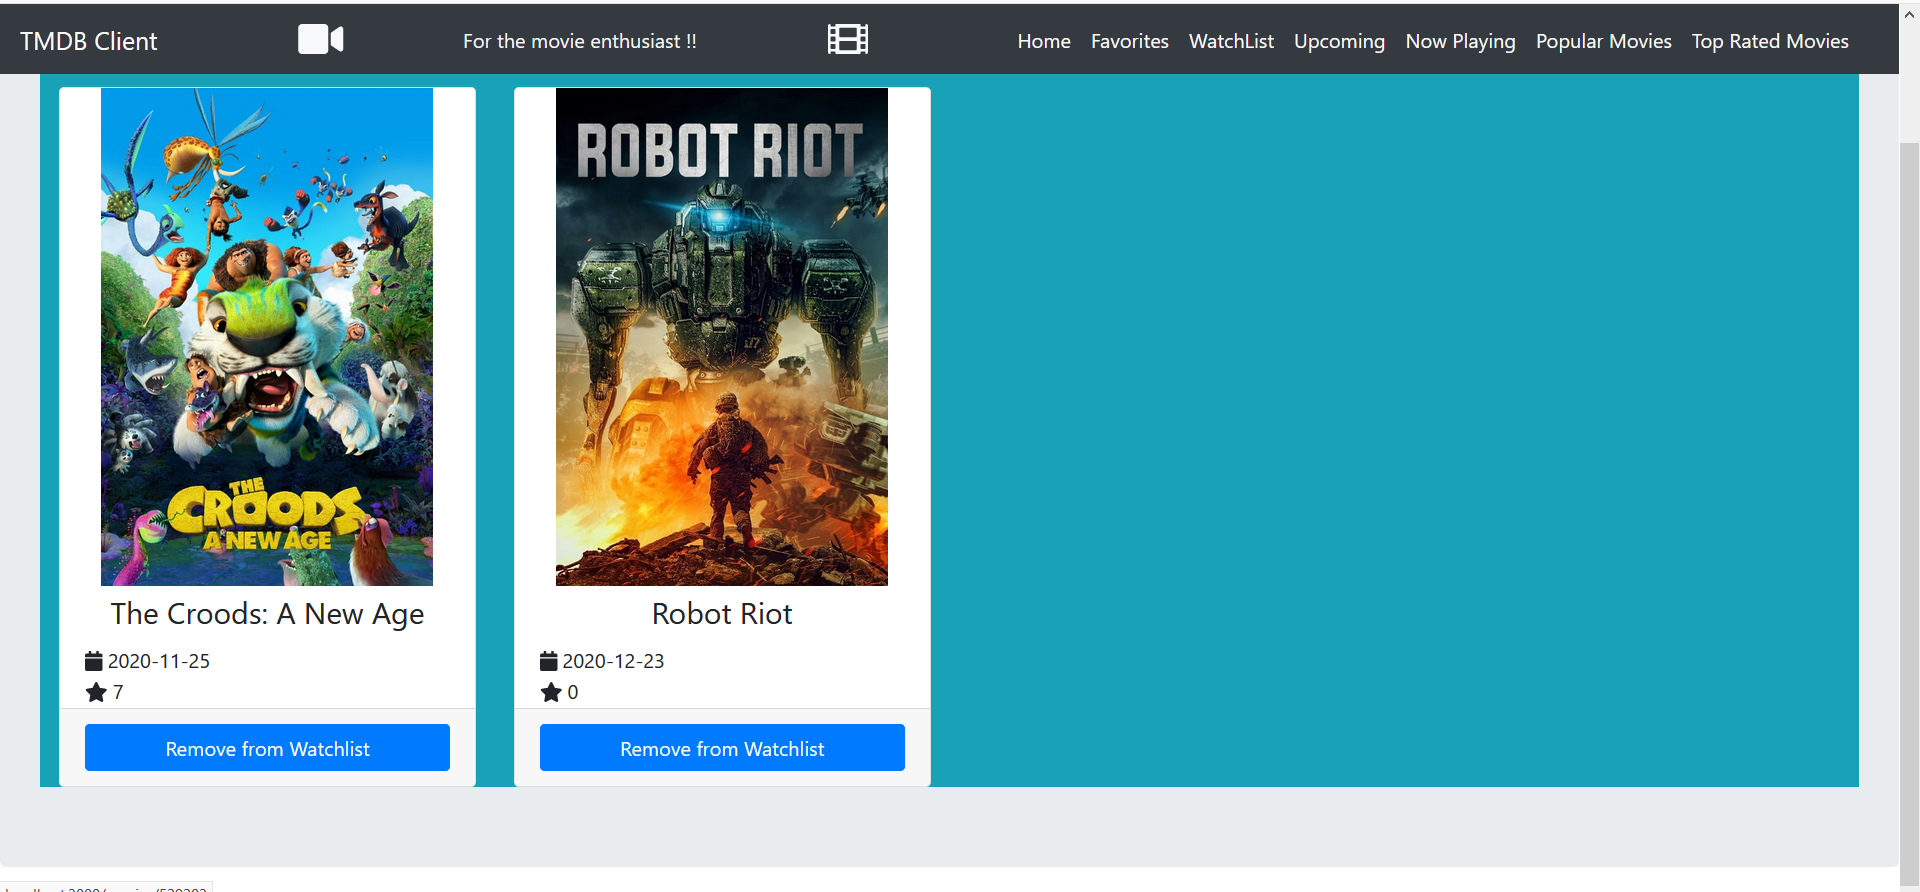 TMDB Client
For the movie enthusiast !!
Home Favorites WatchList Upcoming Now Playing Popular Movies Top Rated Movies
ROBOT RIOT
THE
CROODS
A NEW AGE
The Croods: A New Age
2020-11-25
7
Remove from Watchlist
Robot Riot
2020-12-23
0
Remove from Watchlist